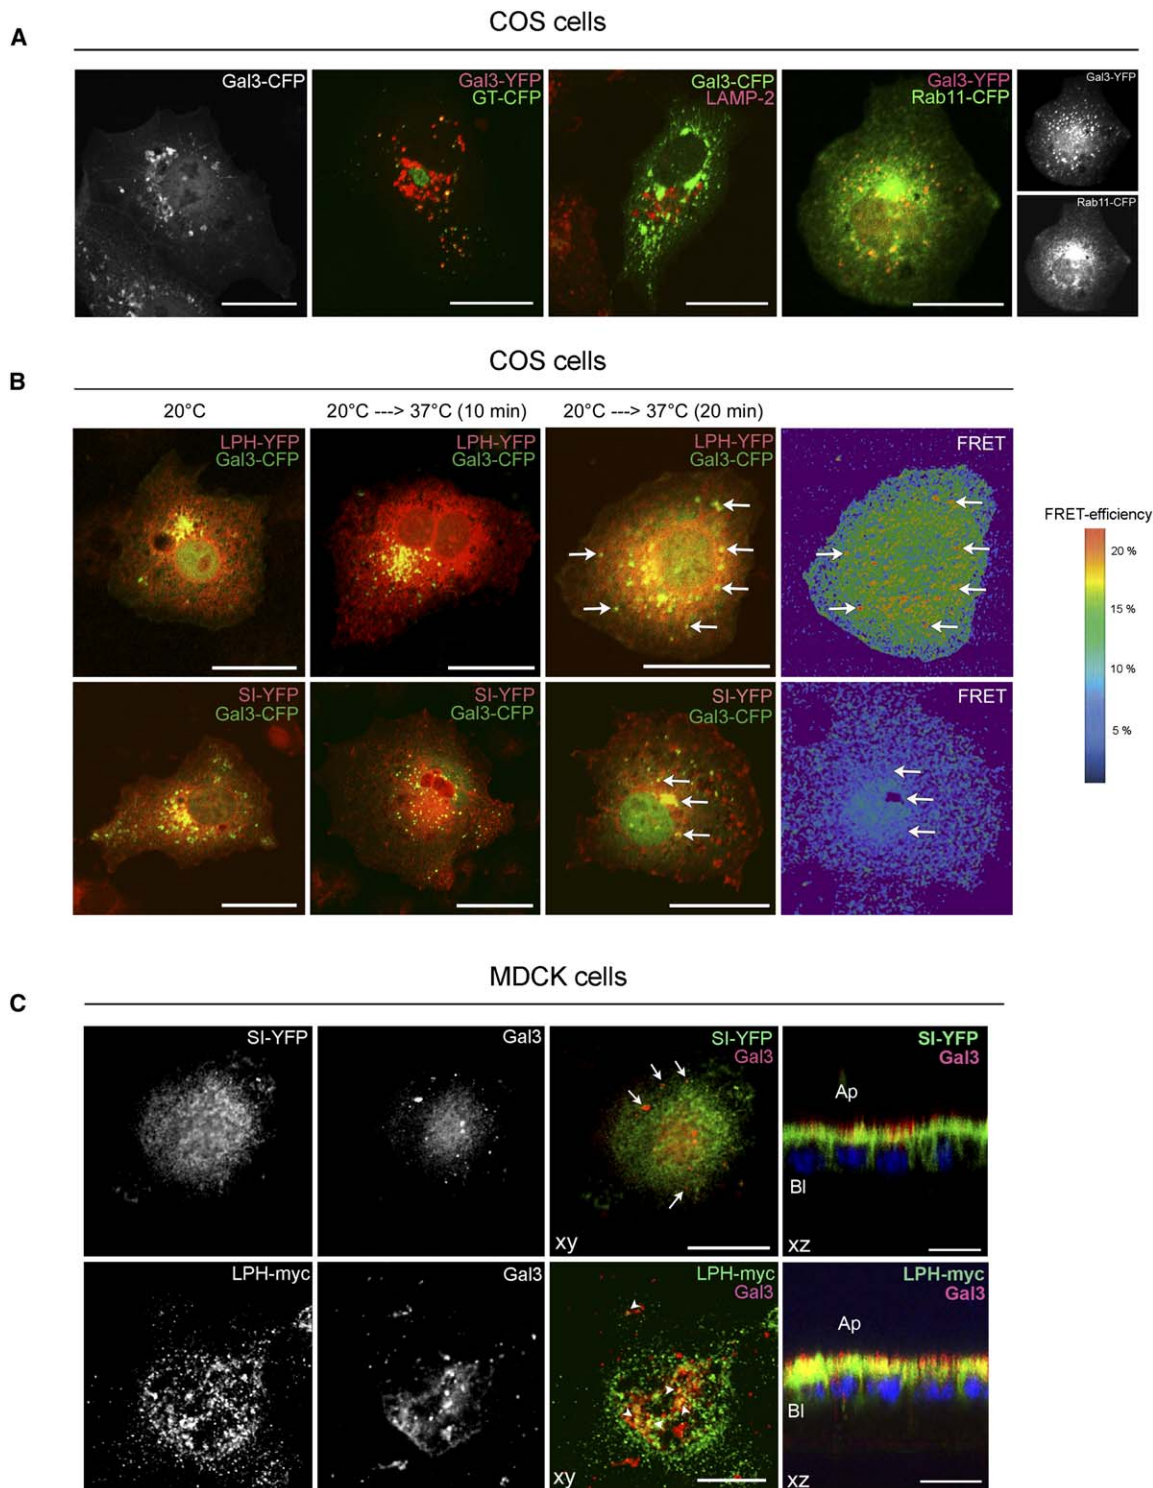 A
COS cells
Gal3-CFP
Gal3-YFP
GT-CFP
Gal3-CFP
LAMP-2
Gal3-YFP
Rab11-CFP
Gal3-YFP
Rab11-CFP
B
COS cells
20°C
20°C ---> 37°C (10 min)
20°C ---> 37°C (20 min)
LPH-YFP
Gal3-CFP
LPH-YFP
Gal3-CFP
LPH-YFP
Gal3-CFP
FRET
FRET-efficiency
20 %
15 %
10 %
5 %
SI-YFP
Gal3-CFP
SI-YFP
Gal3-CFP
SI-YFP
Gal3-CFP
FRET
C
MDCK cells
SI-YFP
Gal3
SI-YFP
Gal3
xy
SI-YFP
Gal3
Ap
Bl
xz
LPH-myc
Gal3
LPH-myc
Gal3
xy
LPH-myc
Gal3
Ap
Bl
xz